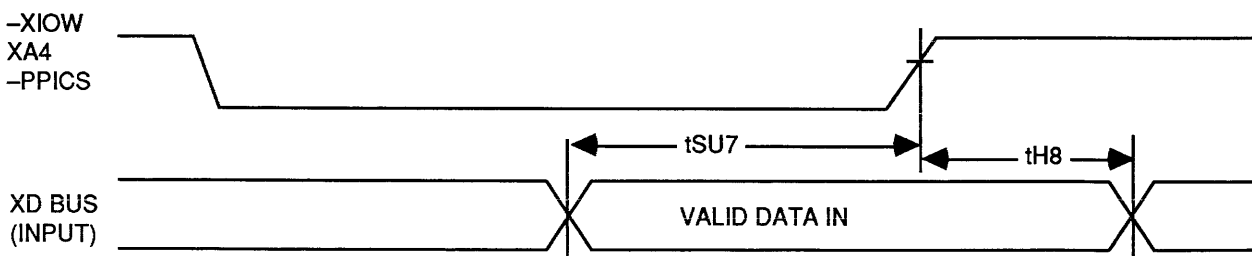 –XIOW
XA4
–PPICS
tSU7
tH8
XD BUS
(INPUT)
VALID DATA IN